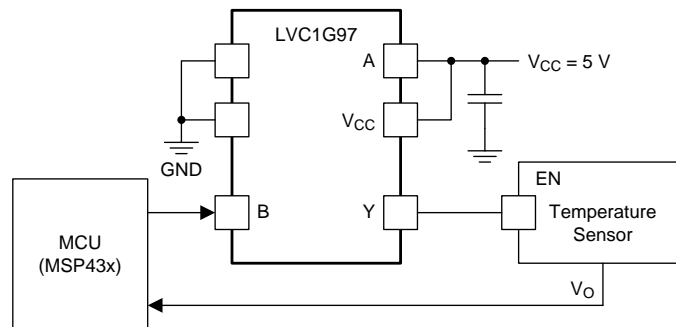 LVC1G97
A
V_CC = 5 V
V_CC
GND
EN
B
Y
Temperature
Sensor
MCU
(MSP43x)
V_O